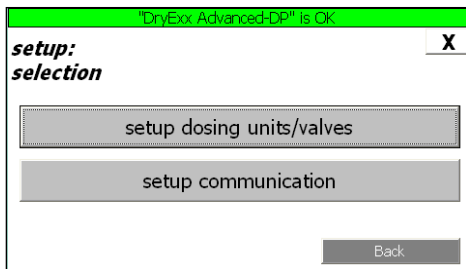 "DryExx Advanced-DP" is OK
setup:
selection
X
setup dosing units/valves
setup communication
Back